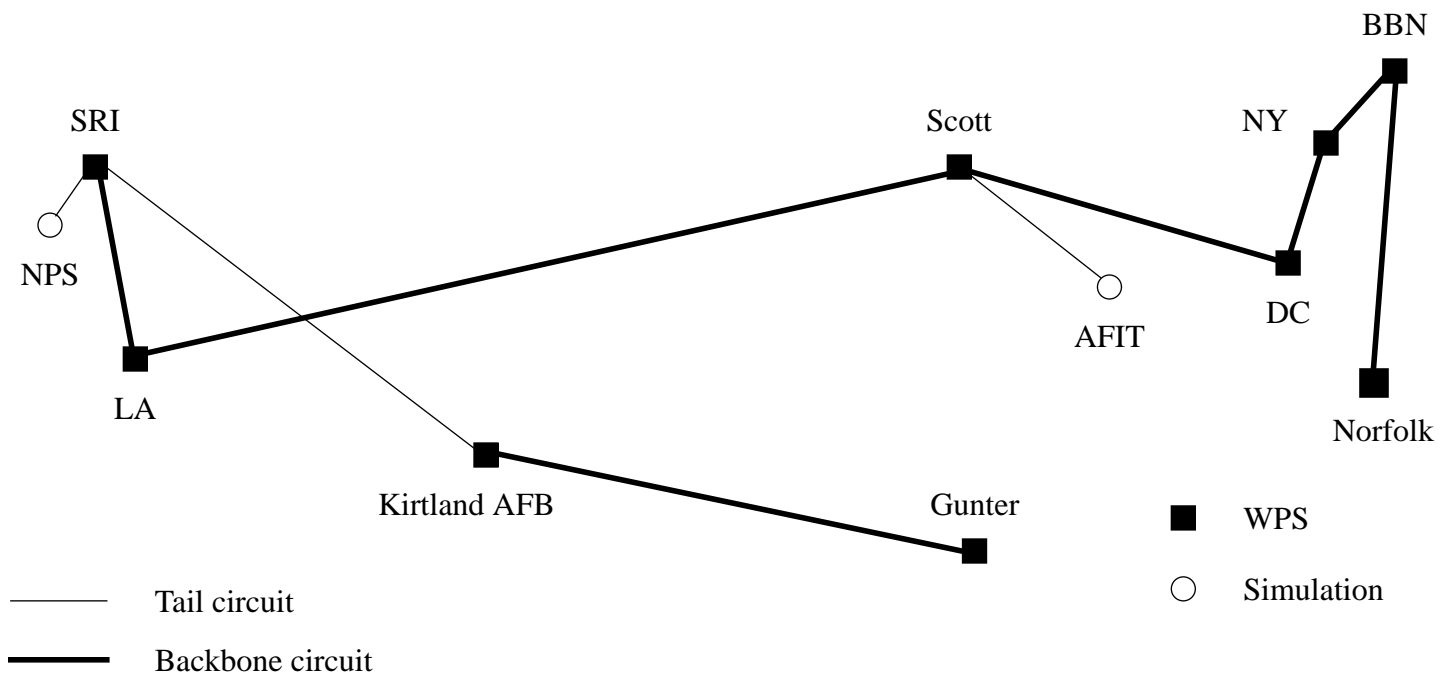 BBN
SRI
Scott
NY
NPS
DC
AFIT
LA
Norfolk
Kirtland AFB
Gunter
WPS
Simulation
Tail circuit
Backbone circuit